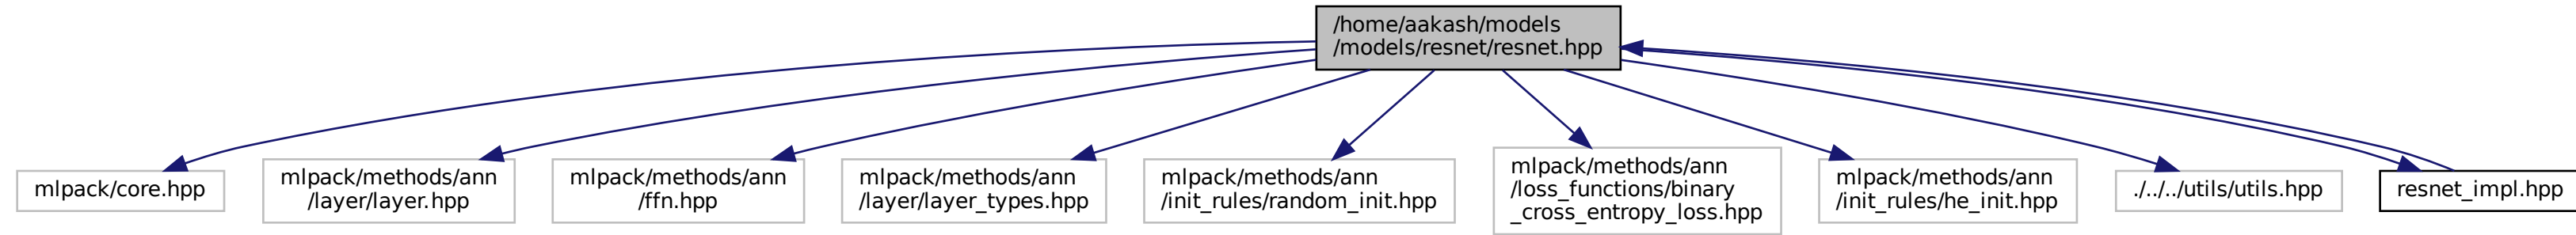 /home/aakash/models
/models/resnet/resnet.hpp
mlpack/core.hpp
mlpack/methods/ann
/layer/layer.hpp
mlpack/methods/ann
/ffn.hpp
mlpack/methods/ann
/layer/layer_types.hpp
mlpack/methods/ann
/init_rules/random_init.hpp
mlpack/methods/ann
/loss_functions/binary
_cross_entropy_loss.hpp
mlpack/methods/ann
/init_rules/he_init.hpp
./../../utils/utils.hpp
resnet_impl.hpp